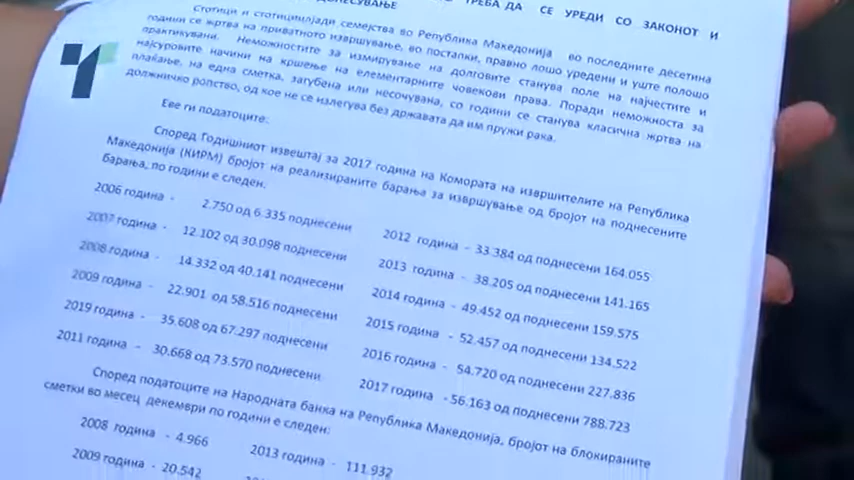 ТРЕБА ДА СЕ УРЕДИ СО ЗАКОНОТ И
Стотици и стотицилјади семејства во Република Македонија во последните десетина
години се жртва на приватното извршување, во постапки, правно лошо уредени и уште полошо
практикувани. Неможностите за измирување на долговите станува поле на најчестите и
најсуровите начини на кршење на елементарните човекови права. Поради неможноста за
плаќање, на една сметка, загубена или несочувана, со години се станува класична жртва на
должничко ропство, од кое не се излегува без државата да им пружи рака.
Еве ги податоците:
Според Годишниот извештај за 2017 година на Комората на извршителите на Република
Македонија (КИРМ) бројот на реализираните барања за извршување од бројот на поднесените
барања, по години е следен.
2006 година - 2.750 од 6.335 поднесени
2007 година - 12.102 од 30.098 поднесени
2008 година - 14.332 од 40.141 поднесени
2009 година - 22.901 од 58.516 поднесени
2019 година - 35.608 од 67.297 поднесени
2011 година - 30.668 од 73.570 поднесени
2012 година - 33.384 од поднесени 164.055
2013 година - 38.205 од поднесени 141.165
2014 година - 49.452 од поднесени 159.575
2015 година - 52.457 од поднесени 134.522
2016 година - 54.720 од поднесени 227.836
2017 година - 56.163 од поднесени 788.723
Според податоците на Народната банка на Република Македонија, бројот на блокираните
сметки во месец декември по години е следен:
2008 година - 4.966
2009 година - 20.542
2013 година - 111.932